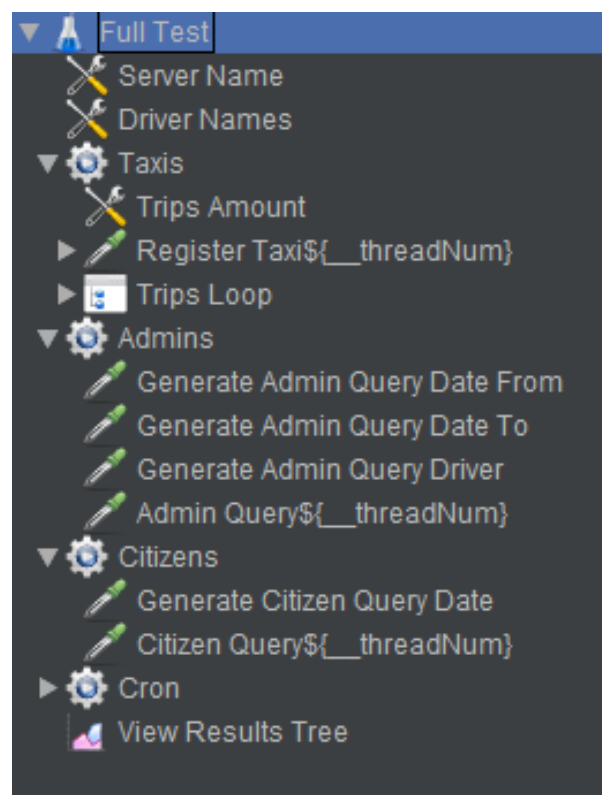 Full Test
Server Name
Driver Names
Taxis
Trips Amount
Register Taxi${__threadNum}
Trips Loop
Admins
Generate Admin Query Date From
Generate Admin Query Date To
Generate Admin Query Driver
Admin Query${__threadNum}
Citizens
Generate Citizen Query Date
Citizen Query${__threadNum}
Cron
View Results Tree